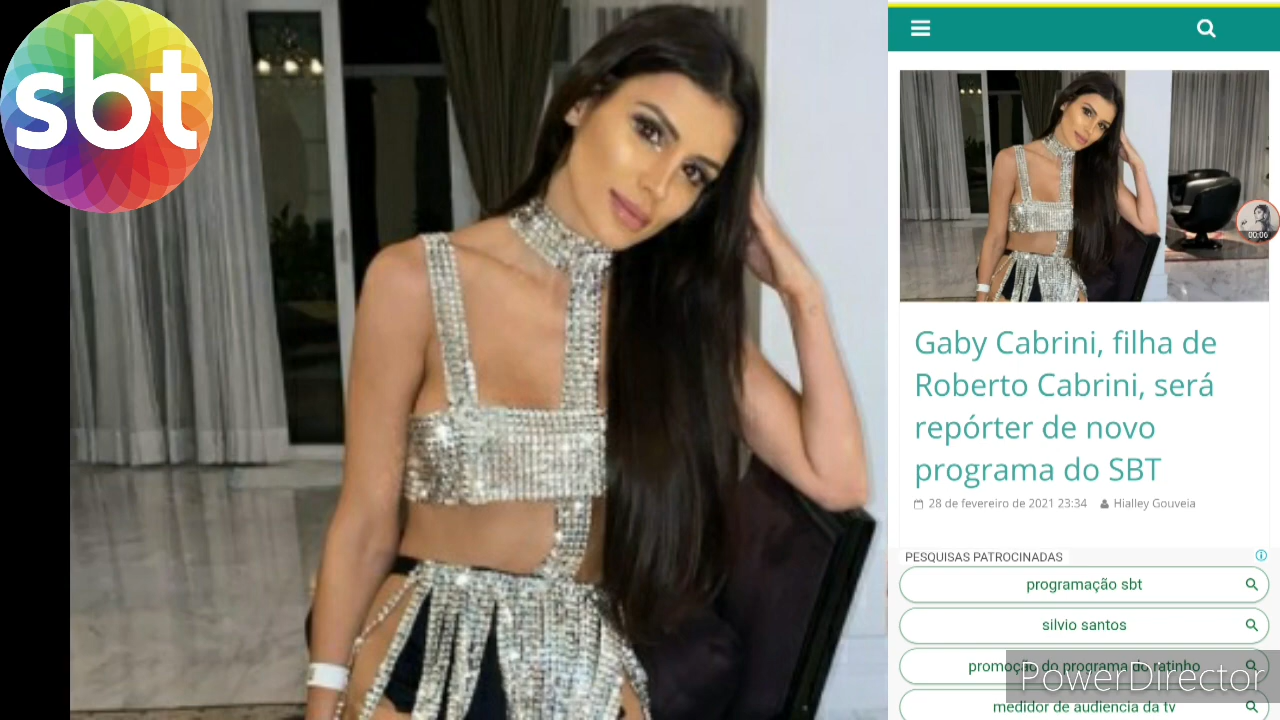 sbt
00:06
Gaby Cabrini, filha de
Roberto Cabrini, será
repórter de novo
programa do SBT
28 de fevereiro de 2021 23:34 Hialley Gouveia
PESQUISAS PATROCINADAS
programação sbt
silvio santos
promoção do programa do ratinho
PowerDirector
medidor de audiencia da tv